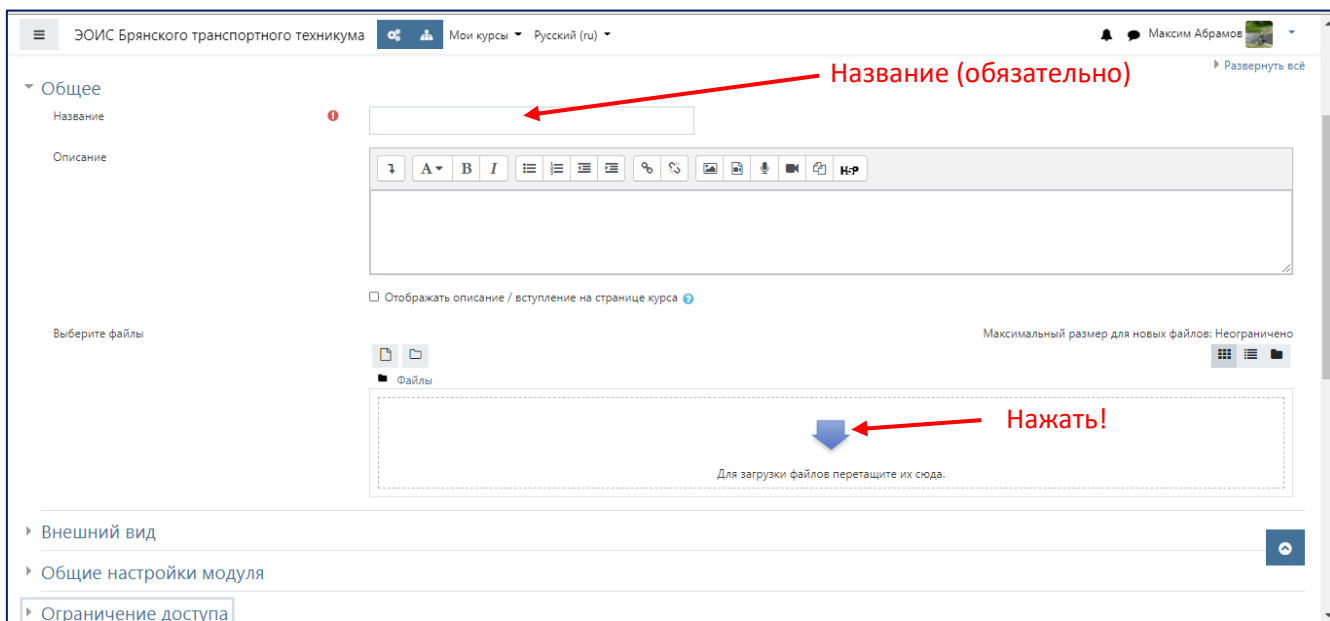 ЭОИС Брянского транспортного техникума Мои курсы Русский (ru) Максим Абрамов
Название (обязательно)
Развернуть всё
Общее
Название
Описание
A B I H5P
Отображать описание / вступление на странице курса
Выберите файлы
Максимальный размер для новых файлов: Неограничено
Файлы
Нажать!
Для загрузки файлов перетащите их сюда.
Внешний вид
Общие настройки модуля
Ограничение доступа